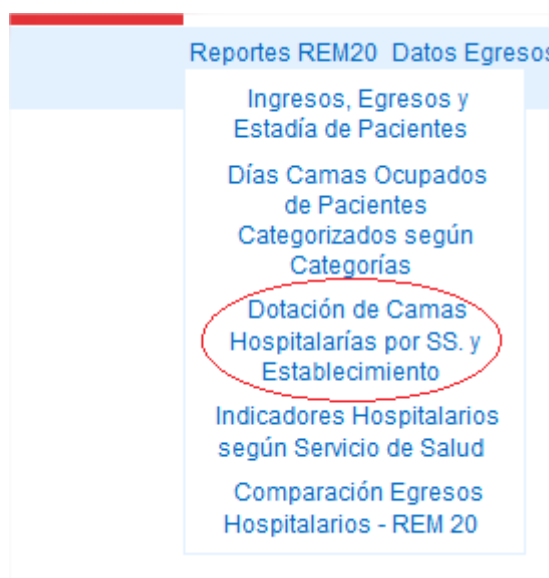 Reportes REM20 Datos Egresos
Ingresos, Egresos y
Estadía de Pacientes
Días Camas Ocupados
de Pacientes
Categorizados según
Categorías
Dotación de Camas
Hospitalarías por SS. y
Establecimiento
Indicadores Hospitalarios
según Servicio de Salud
Comparación Egresos
Hospitalarios - REM 20